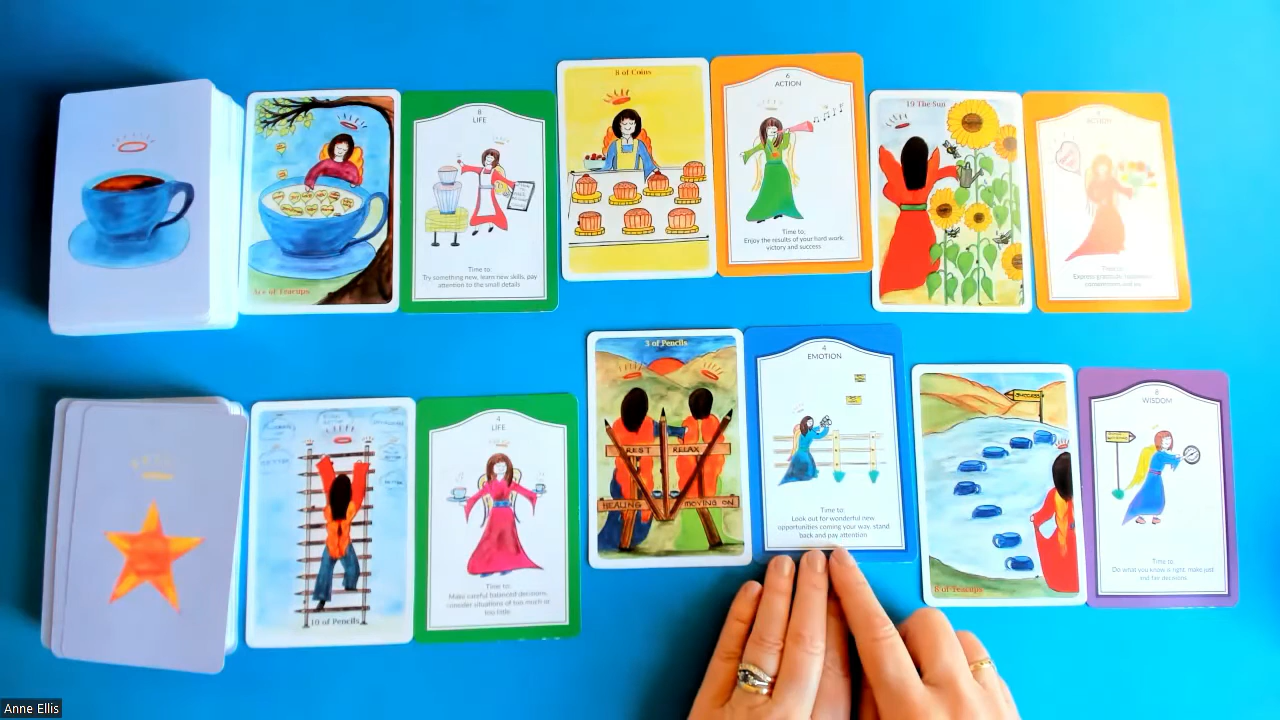 Ace of Teacups
8
LIFE
Time to:
Try something new, learn new skills, pay
attention to the small details
8 of Coins
6
ACTION
Time to:
Enjoy the results of your hard work,
victory and success
19 The Sun
ACTION
Time to:
Express gratitude, happiness,
contentment and joy
10 of Pencils
4
LIFE
Time to:
Make careful balanced decisions,
consider situations of too much or
too little
3 of Pencils
REST
RELAX
HEALING
MOVING ON
4
EMOTION
Time to:
Look out for wonderful new
opportunities coming your way, stand
back and pay attention
SUCCESS
8 of Teacups
8
WISDOM
Time to:
Do what you know is right, make just
and fair decisions
Anne Ellis